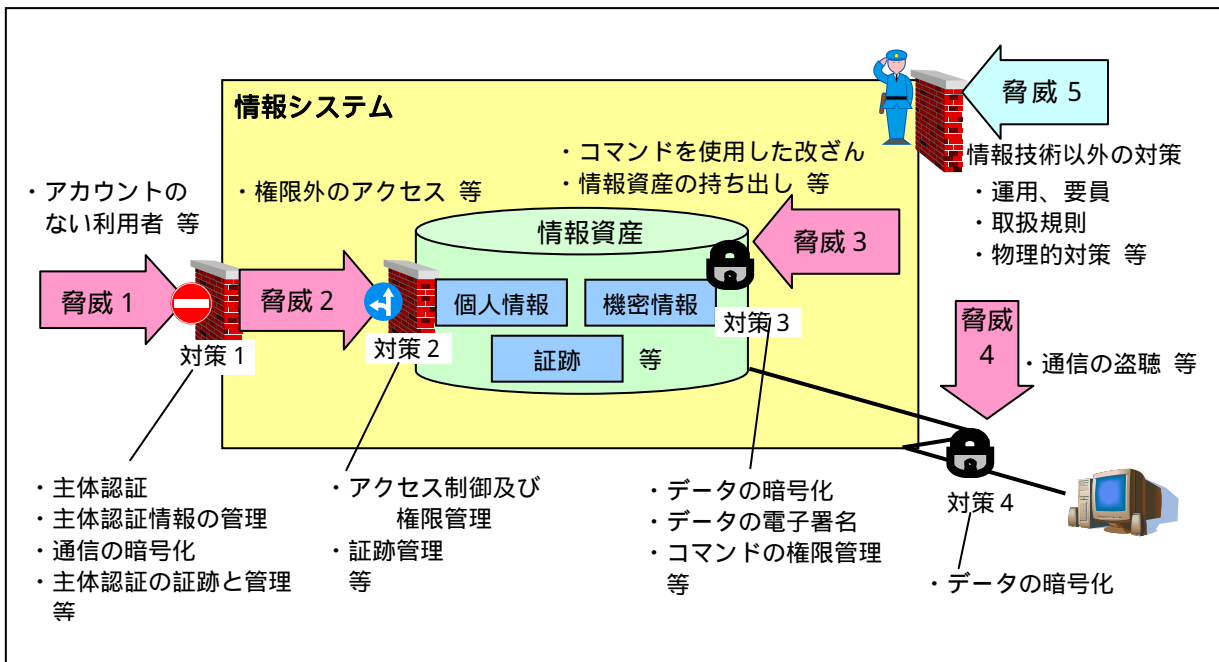 情報システム
脅威 5
情報技術以外の対策
・運用、要員
・取扱規則
・物理的対策 等
・コマンドを使用した改ざん
・情報資産の持ち出し 等
・アカウントの
ない利用者 等
・権限外のアクセス 等
情報資産
脅威 3
脅威 1
脅威 2
個人情報
機密情報
対策 3
対策 1
対策 2
証跡
等
脅威
4
・通信の盗聴 等
・主体認証
・主体認証情報の管理
・通信の暗号化
・主体認証の証跡と管理
等
・アクセス制御及び
権限管理
・証跡管理
等
・データの暗号化
・データの電子署名
・コマンドの権限管理
等
対策 4
・データの暗号化